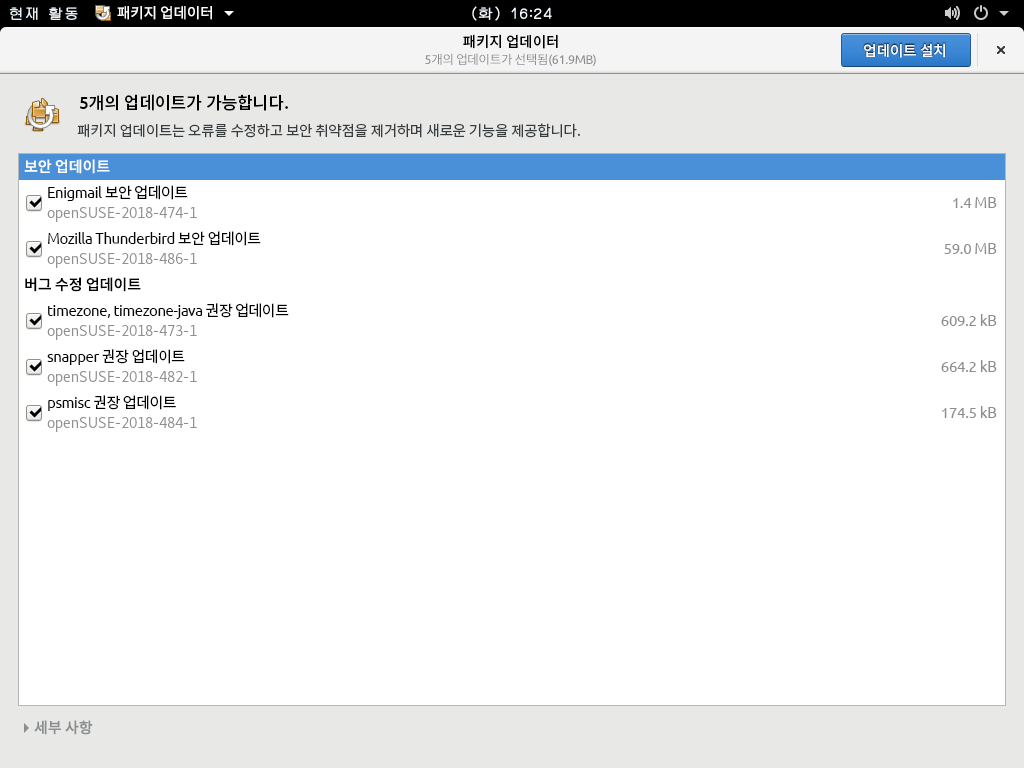 현재 활동 패키지 업데이터 (화) 16:24
패키지 업데이터
5개의 업데이트가 선택됨(61.9MB)
업데이트 설치
5개의 업데이트가 가능합니다.
패키지 업데이트는 오류를 수정하고 보안 취약점을 제거하며 새로운 기능을 제공합니다.
보안 업데이트
Enigmail 보안 업데이트
openSUSE-2018-474-1
1.4 MB
Mozilla Thunderbird 보안 업데이트
openSUSE-2018-486-1
59.0 MB
버그 수정 업데이트
timezone, timezone-java 권장 업데이트
openSUSE-2018-473-1
609.2 kB
snapper 권장 업데이트
openSUSE-2018-482-1
664.2 kB
psmisc 권장 업데이트
openSUSE-2018-484-1
174.5 kB
세부 사항